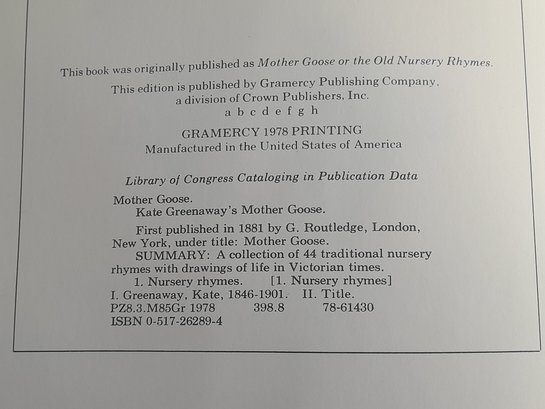 This book was originally published as Mother Goose or the Old Nursery Rhymes.
This edition is published by Gramercy Publishing Company,
a division of Crown Publishers, Inc.
a b c d e f g h
GRAMERCY 1978 PRINTING
Manufactured in the United States of America
Library of Congress Cataloging in Publication Data
Mother Goose.
Kate Greenaway's Mother Goose.
First published in 1881 by G. Routledge, London,
New York, under title: Mother Goose.
SUMMARY: A collection of 44 traditional nursery
rhymes with drawings of life in Victorian times.
1. Nursery rhymes. [1. Nursery rhymes]
I. Greenaway, Kate, 1846-1901. II. Title.
PZ8.3.M85Gr 1978 398.8 78-61430
ISBN 0-517-26289-4